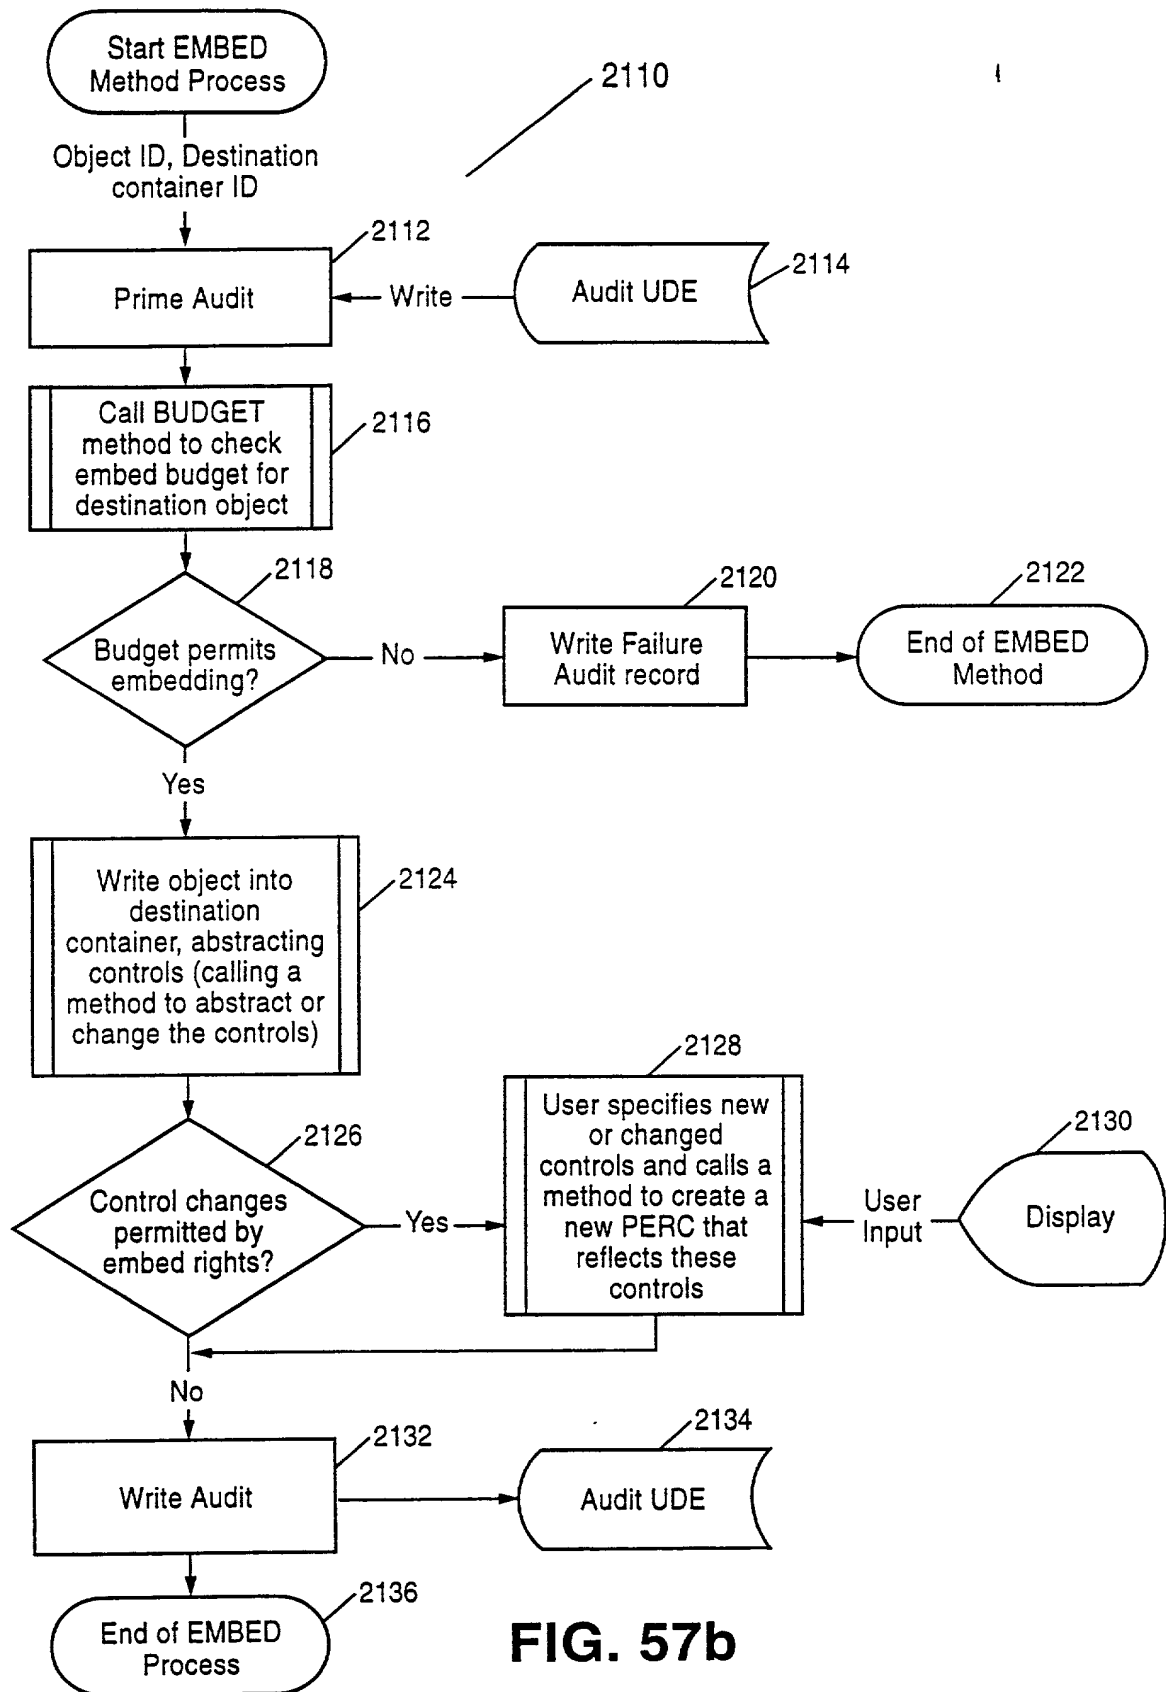 Start EMBED
Method Process
2110
Object ID, Destination
container ID
2112
Prime Audit
Write
Audit UDE
2114
Call BUDGET
method to check
embed budget for
destination object
2116
2118
Budget permits
embedding?
No
2120
Write Failure
Audit record
2122
End of EMBED
Method
Yes
Write object into
destination
container, abstracting
controls (calling a
method to abstract or
change the controls)
2124
2126
Control changes
permitted by
embed rights?
Yes
2128
User specifies new
or changed
controls and calls a
method to create a
new PERC that
reflects these
controls
User
Input
2130
Display
No
2132
Write Audit
2134
Audit UDE
2136
End of EMBED
Process
FIG. 57b